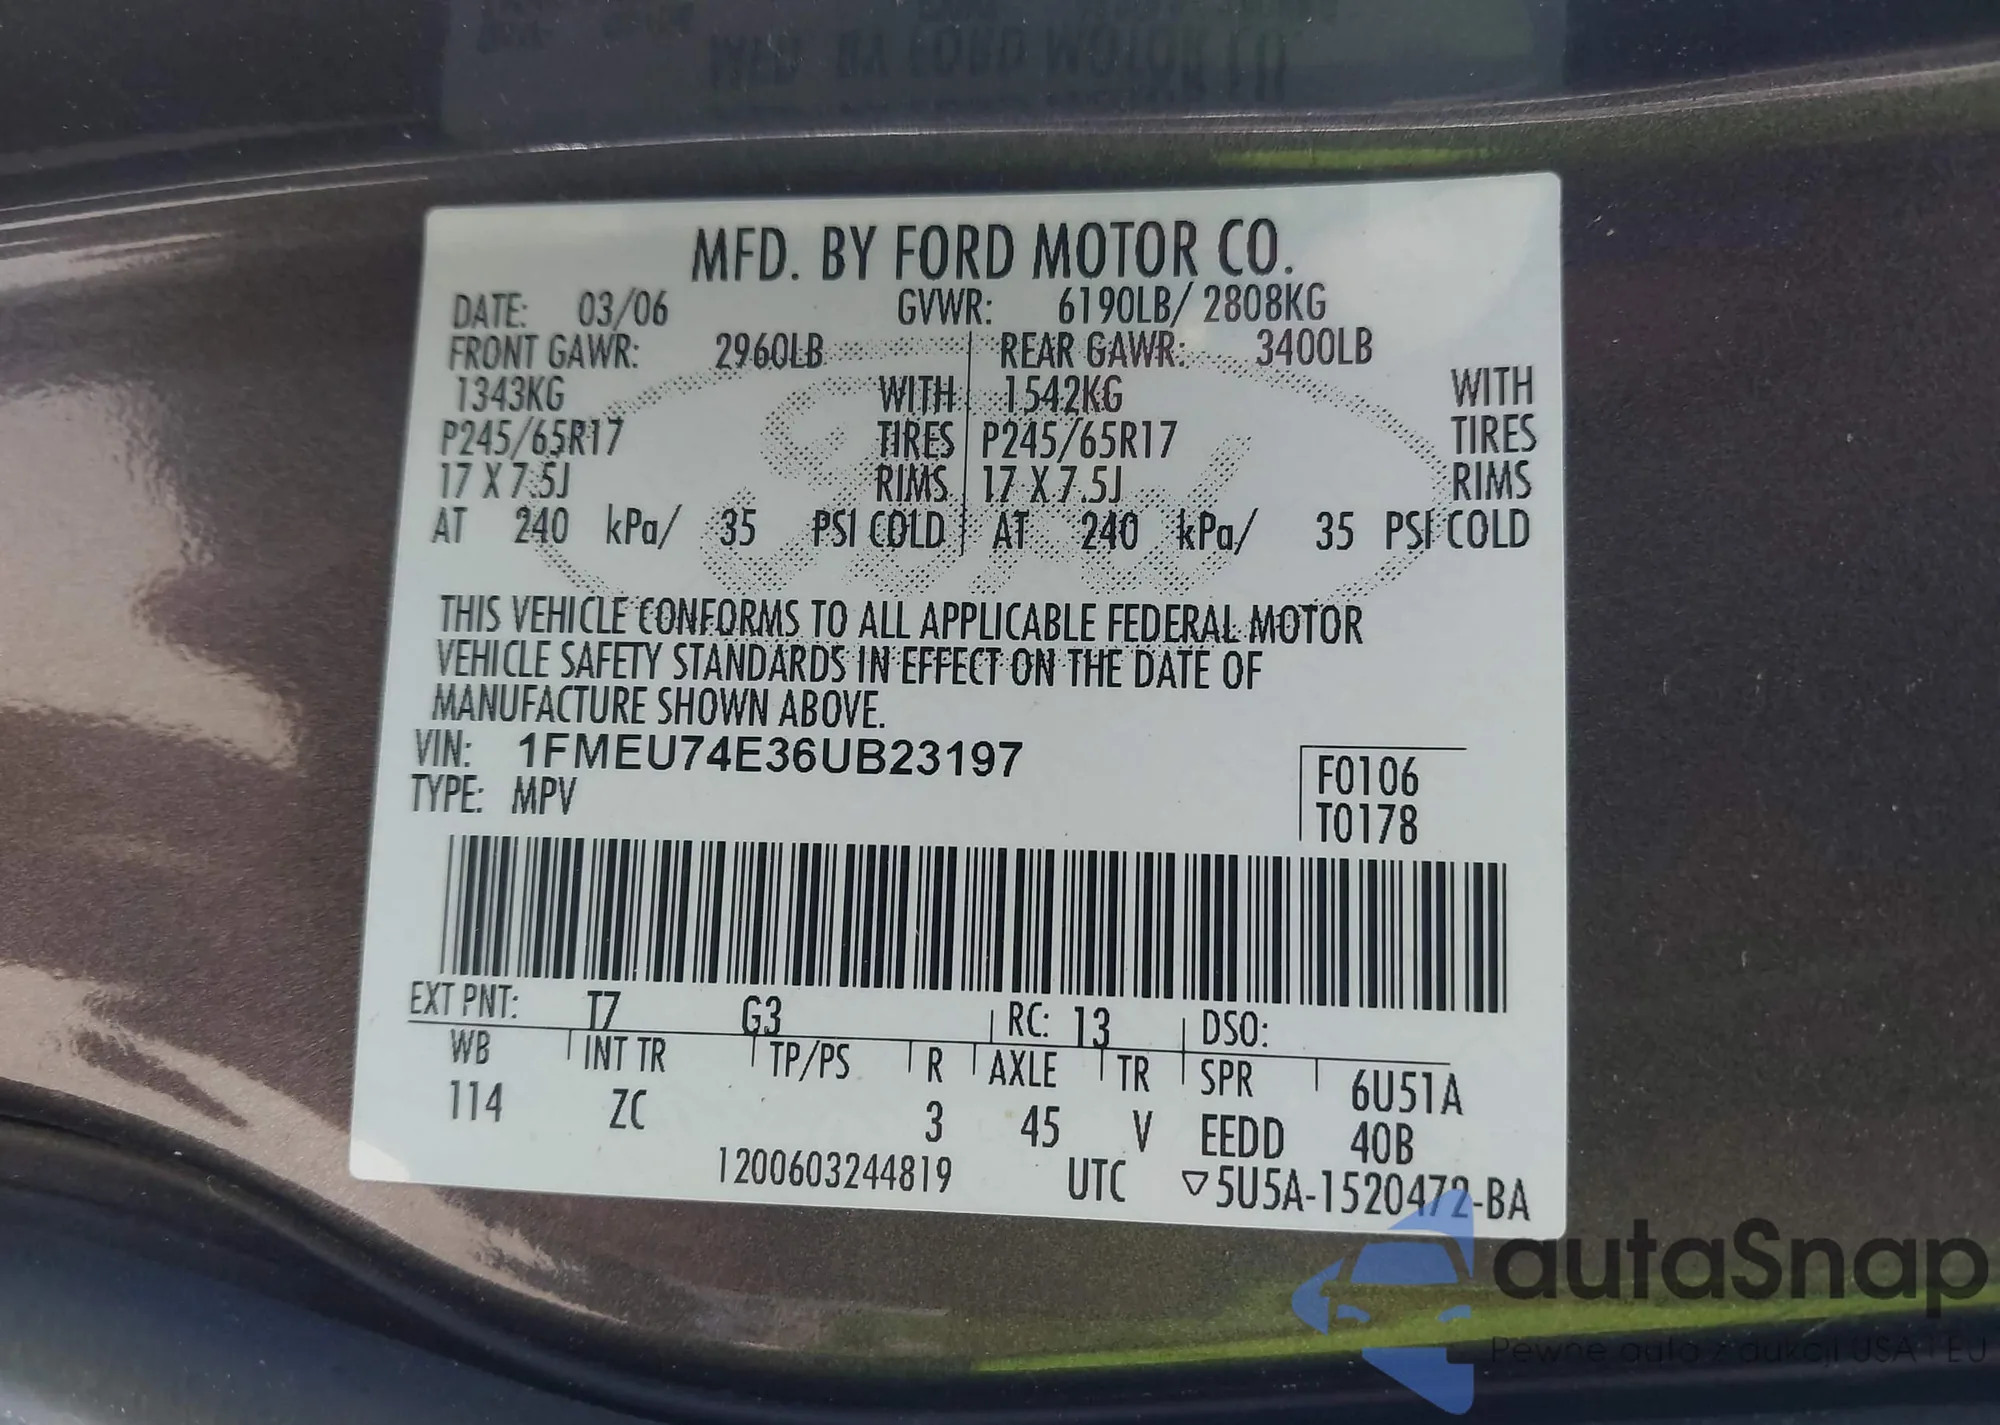 MFD. BY FORD MOTOR CO.
DATE: 03/06 GVWR: 6190LB/ 2808KG
FRONT GAWR: 2960LB REAR GAWR: 3400LB
1343KG WITH 1542KG WITH
P245/65R17 TIRES P245/65R17 TIRES
17 X 7.5J RIMS 17 X 7.5J RIMS
AT 240 kPa/ 35 PSI COLD AT 240 kPa/ 35 PSI COLD
THIS VEHICLE CONFORMS TO ALL APPLICABLE FEDERAL MOTOR
VEHICLE SAFETY STANDARDS IN EFFECT ON THE DATE OF
MANUFACTURE SHOWN ABOVE.
VIN: 1FMEU74E36UB23197
TYPE: MPV
F0106
T0178
EXT PNT: T7 G3 RC: 13 DSO:
WB INT TR TP/PS R AXLE TR SPR 6U51A
114 ZC 3 45 V EEDD 40B
1200603244819 UTC ▽5U5A-1520472-BA
autaSnap
Pewne auta z aukcji USA i EU